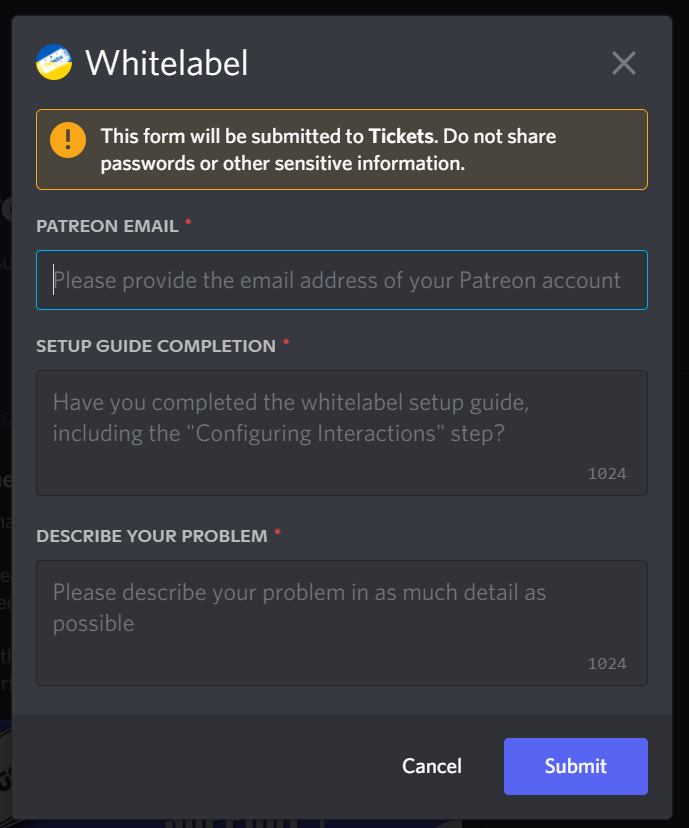 Whitelabel
This form will be submitted to Tickets. Do not share
passwords or other sensitive information.
PATREON EMAIL *
Please provide the email address of your Patreon account
SETUP GUIDE COMPLETION *
Have you completed the whitelabel setup guide,
including the "Configuring Interactions" step?
1024
DESCRIBE YOUR PROBLEM *
Please describe your problem in as much detail as
possible
1024
Cancel
Submit